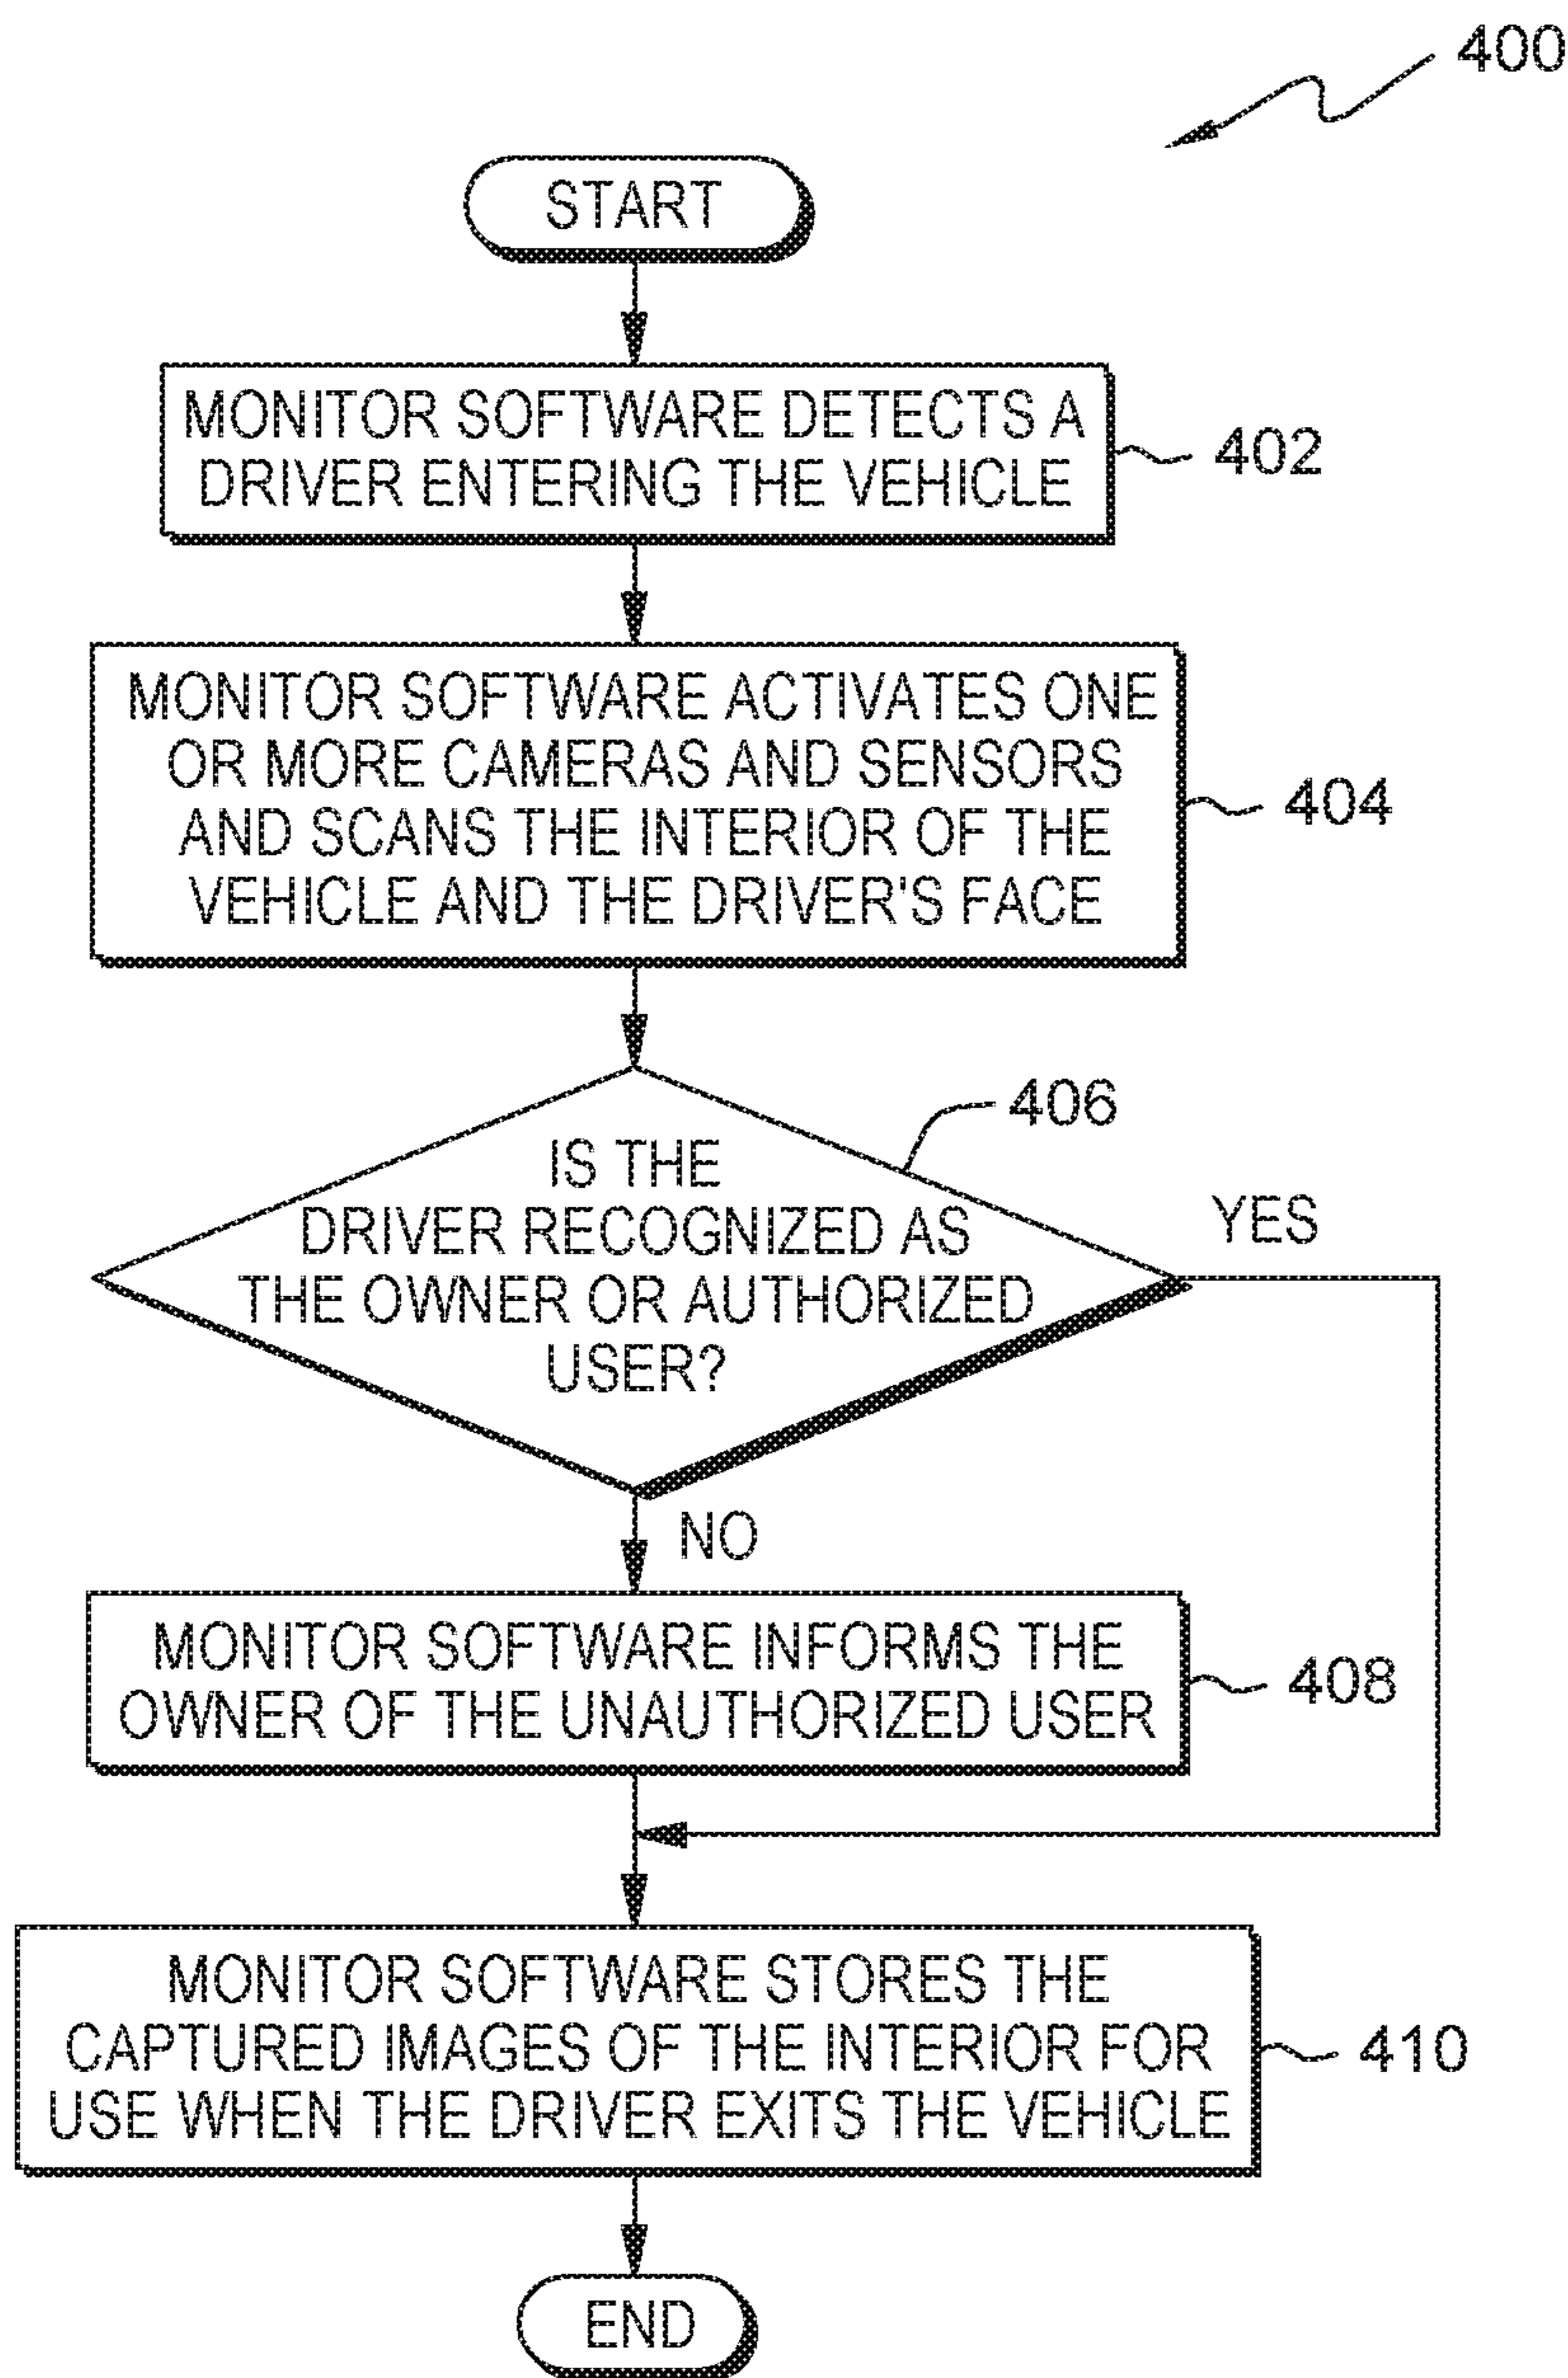 400
START
MONITOR SOFTWARE DETECTS A
DRIVER ENTERING THE VEHICLE
402
MONITOR SOFTWARE ACTIVATES ONE
OR MORE CAMERAS AND SENSORS
AND SCANS THE INTERIOR OF THE
VEHICLE AND THE DRIVER'S FACE
404
406
IS THE
DRIVER RECOGNIZED AS
THE OWNER OR AUTHORIZED
USER?
YES
NO
MONITOR SOFTWARE INFORMS THE
OWNER OF THE UNAUTHORIZED USER
408
MONITOR SOFTWARE STORES THE
CAPTURED IMAGES OF THE INTERIOR FOR
USE WHEN THE DRIVER EXITS THE VEHICLE
410
END